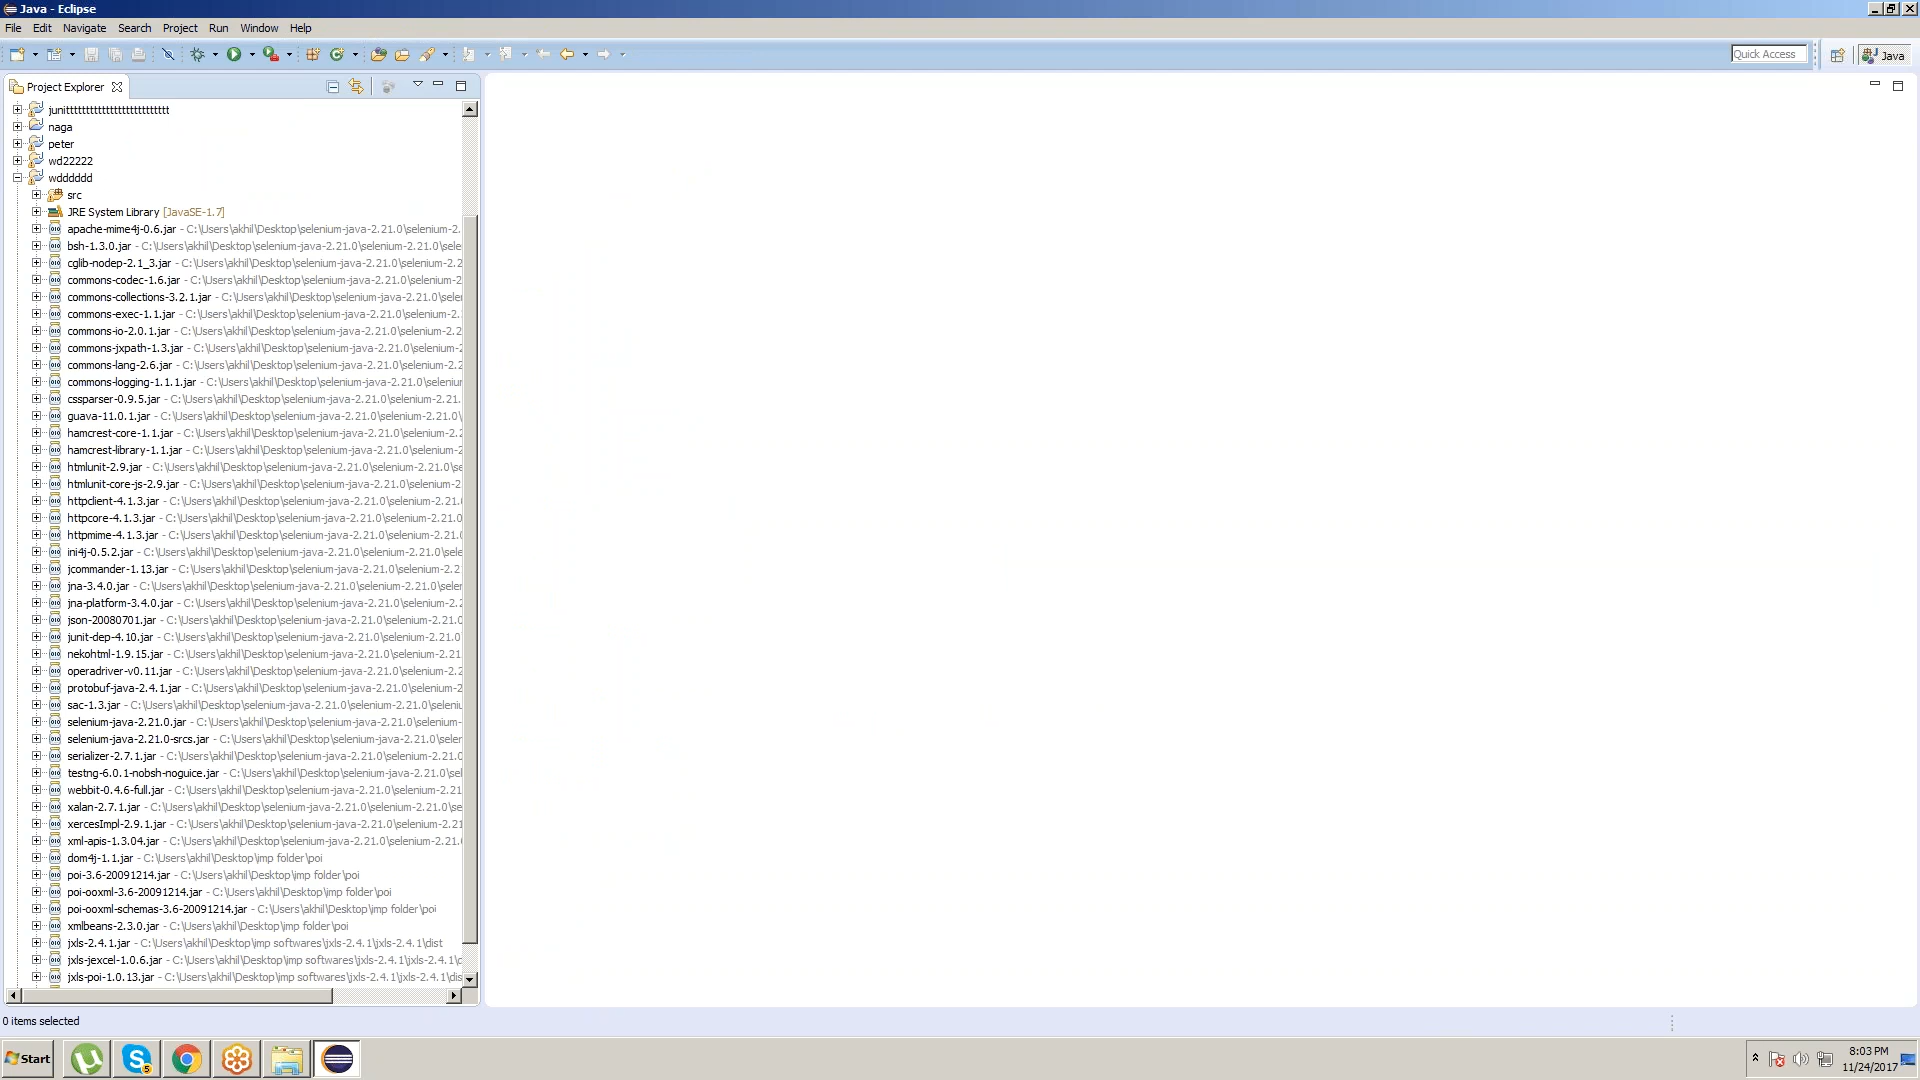 Java - Eclipse
File Edit Navigate Search Project Run Window Help
Quick Access
Java
Project Explorer
junitttttttttttttttttttttttttttt
naga
peter
wd22222
wdddddd
src
JRE System Library [JavaSE-1.7]
apache-mime4j-0.6.jar - C:\Users\akhil\Desktop\selenium-java-2.21.0\selenium-2.
bsh-1.3.0.jar - C:\Users\akhil\Desktop\selenium-java-2.21.0\selenium-2.21.0\sele
cglib-nodep-2.1_3.jar - C:\Users\akhil\Desktop\selenium-java-2.21.0\selenium-2.2
commons-codec-1.6.jar - C:\Users\akhil\Desktop\selenium-java-2.21.0\selenium-2.
commons-collections-3.2.1.jar - C:\Users\akhil\Desktop\selenium-java-2.21.0\seler
commons-exec-1.1.jar - C:\Users\akhil\Desktop\selenium-java-2.21.0\selenium-2.2
commons-io-2.0.1.jar - C:\Users\akhil\Desktop\selenium-java-2.21.0\selenium-2.2
commons-jxpath-1.3.jar - C:\Users\akhil\Desktop\selenium-java-2.21.0\selenium-2
commons-lang-2.6.jar - C:\Users\akhil\Desktop\selenium-java-2.21.0\selenium-2.2
commons-logging-1.1.1.jar - C:\Users\akhil\Desktop\selenium-java-2.21.0\selenium
cssparser-0.9.5.jar - C:\Users\akhil\Desktop\selenium-java-2.21.0\selenium-2.21.
guava-11.0.1.jar - C:\Users\akhil\Desktop\selenium-java-2.21.0\selenium-2.21.0\
hamcrest-core-1.1.jar - C:\Users\akhil\Desktop\selenium-java-2.21.0\selenium-2.2
hamcrest-library-1.1.jar - C:\Users\akhil\Desktop\selenium-java-2.21.0\selenium-2
htmlunit-2.9.jar - C:\Users\akhil\Desktop\selenium-java-2.21.0\selenium-2.21.0\se
htmlunit-core-js-2.9.jar - C:\Users\akhil\Desktop\selenium-java-2.21.0\selenium-2
httpclient-4.1.3.jar - C:\Users\akhil\Desktop\selenium-java-2.21.0\selenium-2.21.
httpcore-4.1.3.jar - C:\Users\akhil\Desktop\selenium-java-2.21.0\selenium-2.21.0
httpmime-4.1.3.jar - C:\Users\akhil\Desktop\selenium-java-2.21.0\selenium-2.21.0
ini4j-0.5.2.jar - C:\Users\akhil\Desktop\selenium-java-2.21.0\selenium-2.21.0\sele
jcommander-1.13.jar - C:\Users\akhil\Desktop\selenium-java-2.21.0\selenium-2.2
jna-3.4.0.jar - C:\Users\akhil\Desktop\selenium-java-2.21.0\selenium-2.21.0\seler
jna-platform-3.4.0.jar - C:\Users\akhil\Desktop\selenium-java-2.21.0\selenium-2.2
json-20080701.jar - C:\Users\akhil\Desktop\selenium-java-2.21.0\selenium-2.21.0
junit-dep-4.10.jar - C:\Users\akhil\Desktop\selenium-java-2.21.0\selenium-2.21.0
nekohtml-1.9.15.jar - C:\Users\akhil\Desktop\selenium-java-2.21.0\selenium-2.21
operadriver-v0.11.jar - C:\Users\akhil\Desktop\selenium-java-2.21.0\selenium-2.2
protobuf-java-2.4.1.jar - C:\Users\akhil\Desktop\selenium-java-2.21.0\selenium-2
sac-1.3.jar - C:\Users\akhil\Desktop\selenium-java-2.21.0\selenium-2.21.0\seleniu
selenium-java-2.21.0.jar - C:\Users\akhil\Desktop\selenium-java-2.21.0\selenium-
selenium-java-2.21.0-srcs.jar - C:\Users\akhil\Desktop\selenium-java-2.21.0\seler
serializer-2.7.1.jar - C:\Users\akhil\Desktop\selenium-java-2.21.0\selenium-2.21.0
testng-6.0.1-nobsh-noguice.jar - C:\Users\akhil\Desktop\selenium-java-2.21.0\sel
webbit-0.4.6-full.jar - C:\Users\akhil\Desktop\selenium-java-2.21.0\selenium-2.21
xalan-2.7.1.jar - C:\Users\akhil\Desktop\selenium-java-2.21.0\selenium-2.21.0\se
xercesImpl-2.9.1.jar - C:\Users\akhil\Desktop\selenium-java-2.21.0\selenium-2.21
xml-apis-1.3.04.jar - C:\Users\akhil\Desktop\selenium-java-2.21.0\selenium-2.21.
dom4j-1.1.jar - C:\Users\akhil\Desktop\imp folder\poi
poi-3.6-20091214.jar - C:\Users\akhil\Desktop\imp folder\poi
poi-ooxml-3.6-20091214.jar - C:\Users\akhil\Desktop\imp folder\poi
poi-ooxml-schemas-3.6-20091214.jar - C:\Users\akhil\Desktop\imp folder\poi
xmlbeans-2.3.0.jar - C:\Users\akhil\Desktop\imp folder\poi
jxls-2.4.1.jar - C:\Users\akhil\Desktop\imp softwares\jxls-2.4.1\jxls-2.4.1\dist
jxls-jexcel-1.0.6.jar - C:\Users\akhil\Desktop\imp softwares\jxls-2.4.1\jxls-2.4.1\d
jxls-poi-1.0.13.jar - C:\Users\akhil\Desktop\imp softwares\jxls-2.4.1\jxls-2.4.1\dis
0 items selected
Start
5
8:03 PM
11/24/2017